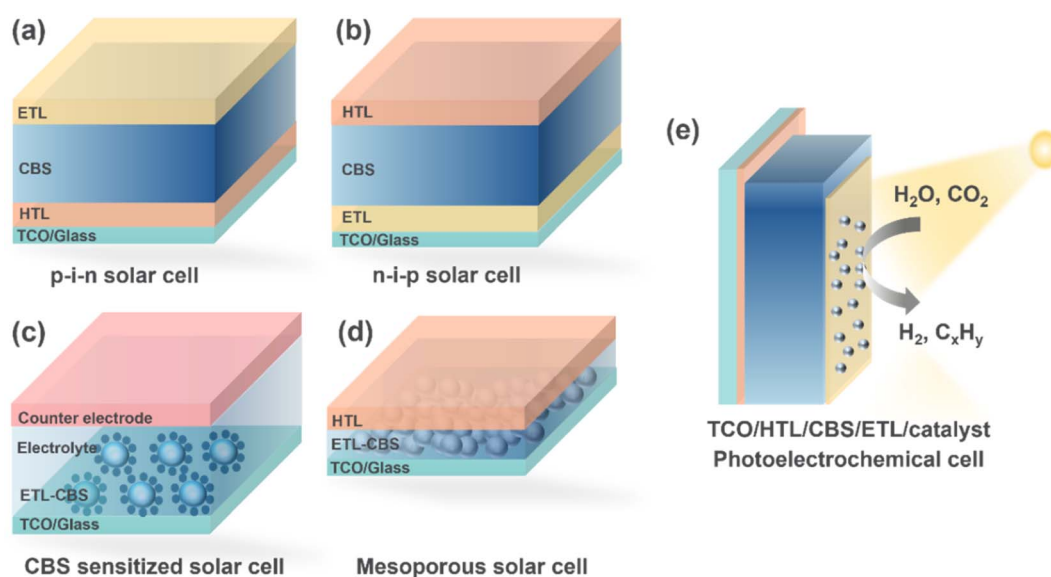 (a)
ETL
CBS
HTL
TCO/Glass
p-i-n solar cell
(b)
HTL
CBS
ETL
TCO/Glass
n-i-p solar cell
(c)
Counter electrode
Electrolyte
ETL-CBS
TCO/Glass
CBS sensitized solar cell
(d)
HTL
ETL-CBS
TCO/Glass
Mesoporous solar cell
(e)
H₂O, CO₂
H₂, CₓHᵧ
TCO/HTL/CBS/ETL/catalyst
Photoelectrochemical cell